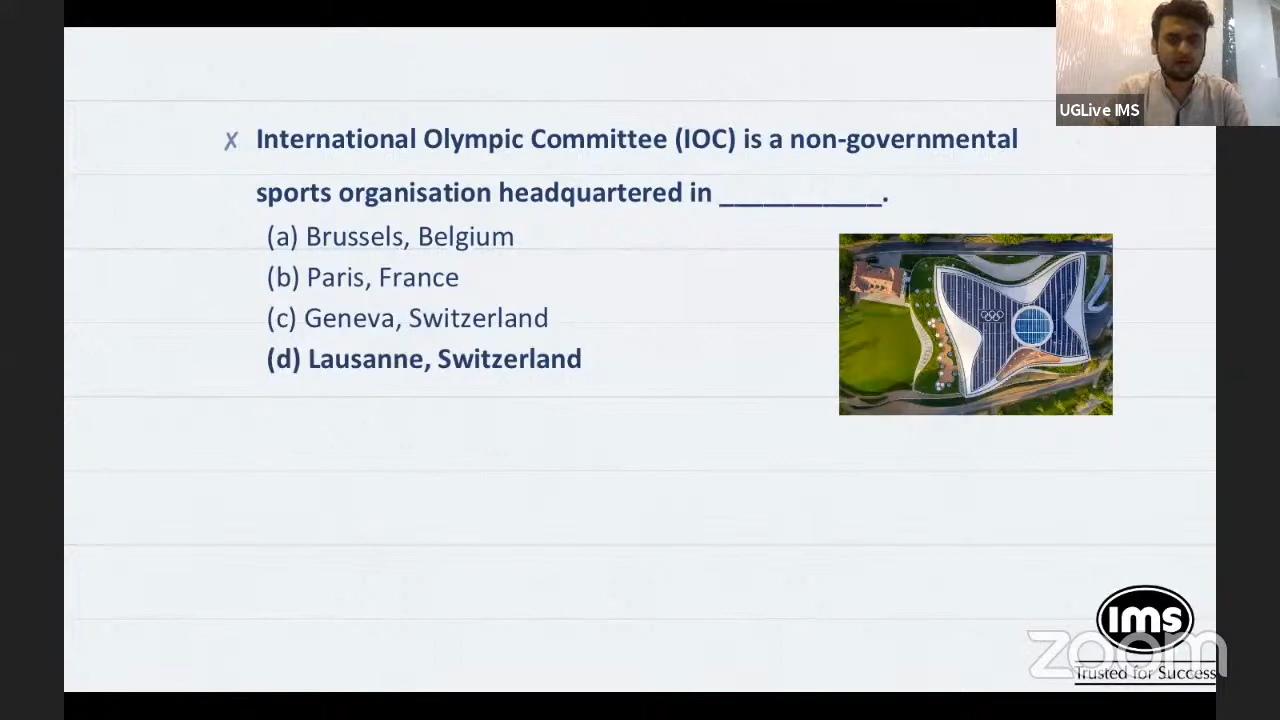 UGLive IMS
✗ International Olympic Committee (IOC) is a non-governmental
sports organisation headquartered in ___________.
(a) Brussels, Belgium
(b) Paris, France
(c) Geneva, Switzerland
(d) Lausanne, Switzerland
ims
zoom
Trusted for Success